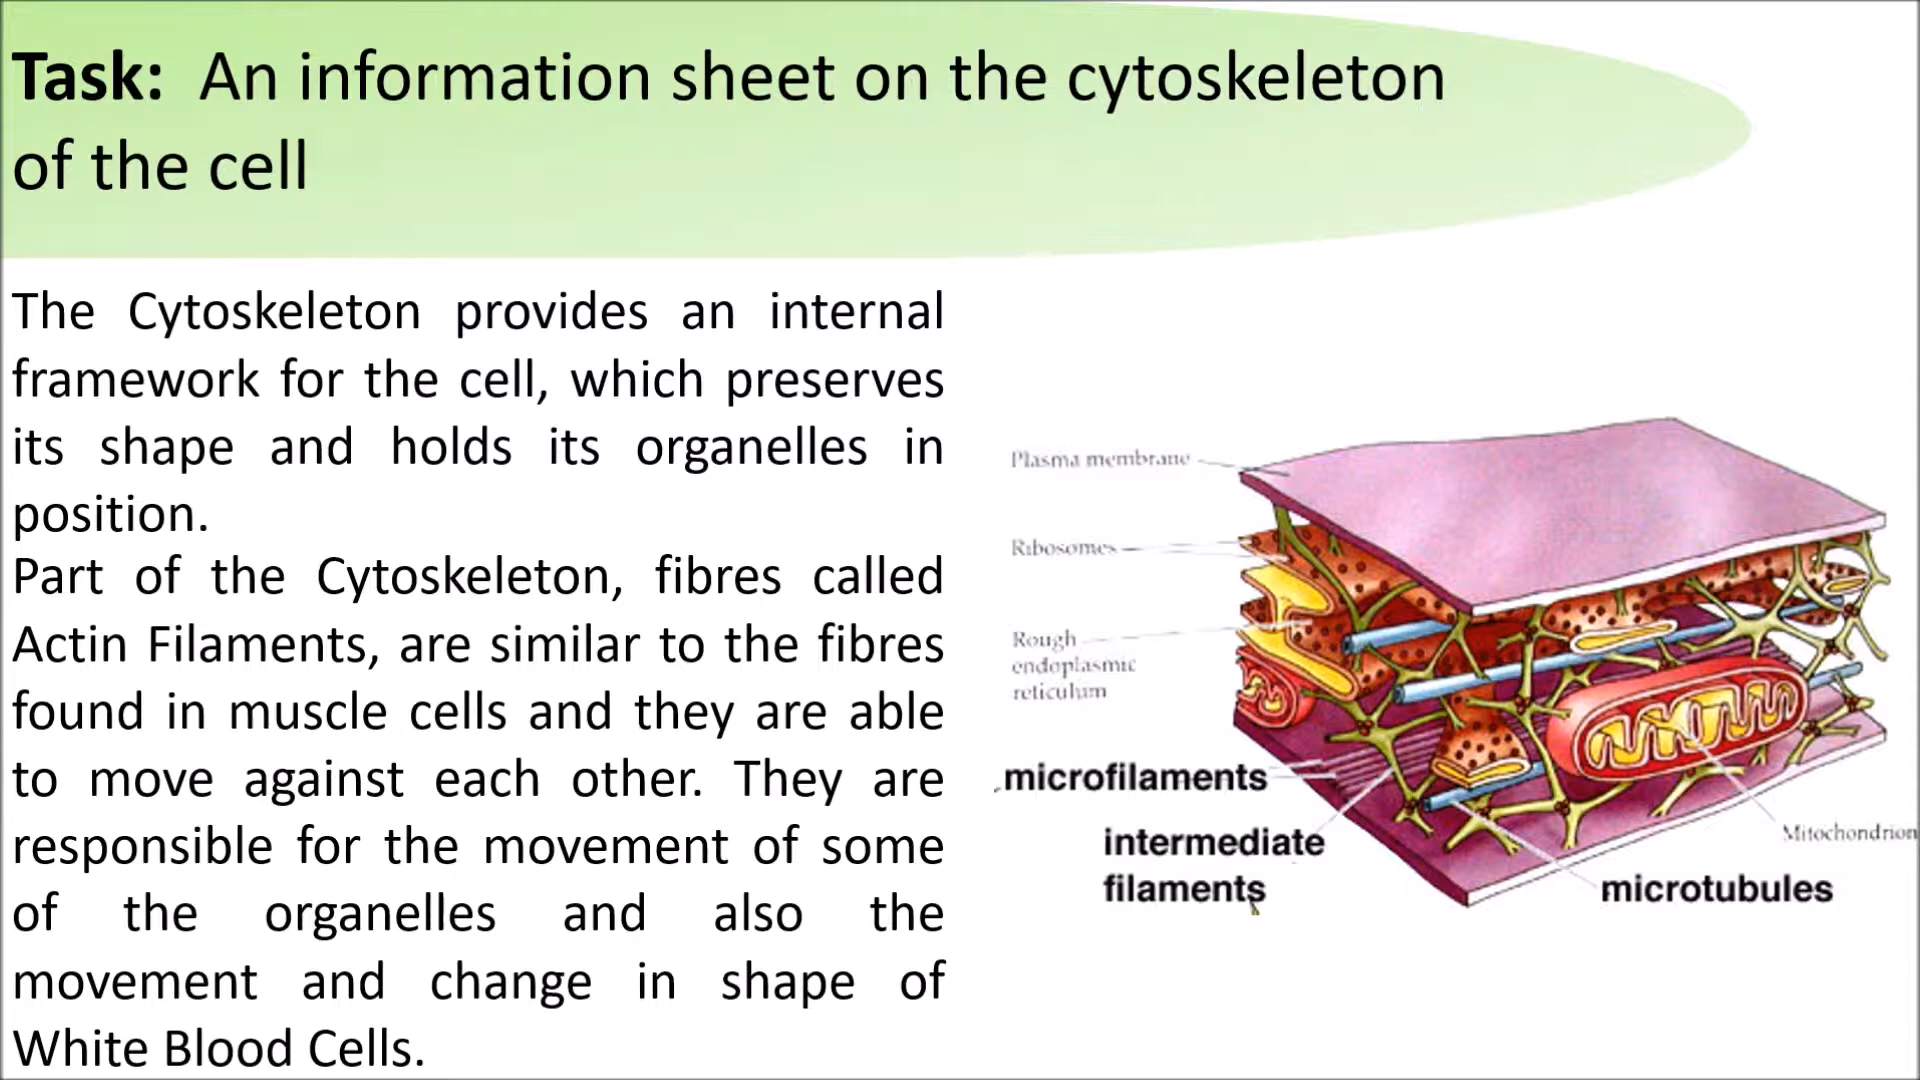 Task: An information sheet on the cytoskeleton
of the cell
The Cytoskeleton provides an internal
framework for the cell, which preserves
its shape and holds its organelles in
position.
Part of the Cytoskeleton, fibres called
Actin Filaments, are similar to the fibres
found in muscle cells and they are able
to move against each other. They are
responsible for the movement of some
of the organelles and also the
movement and change in shape of
White Blood Cells.
Plasma membrane
Ribosomes
Rough
endoplasmic
reticulum
microfilaments
intermediate
filaments
Mitochondrion
microtubules